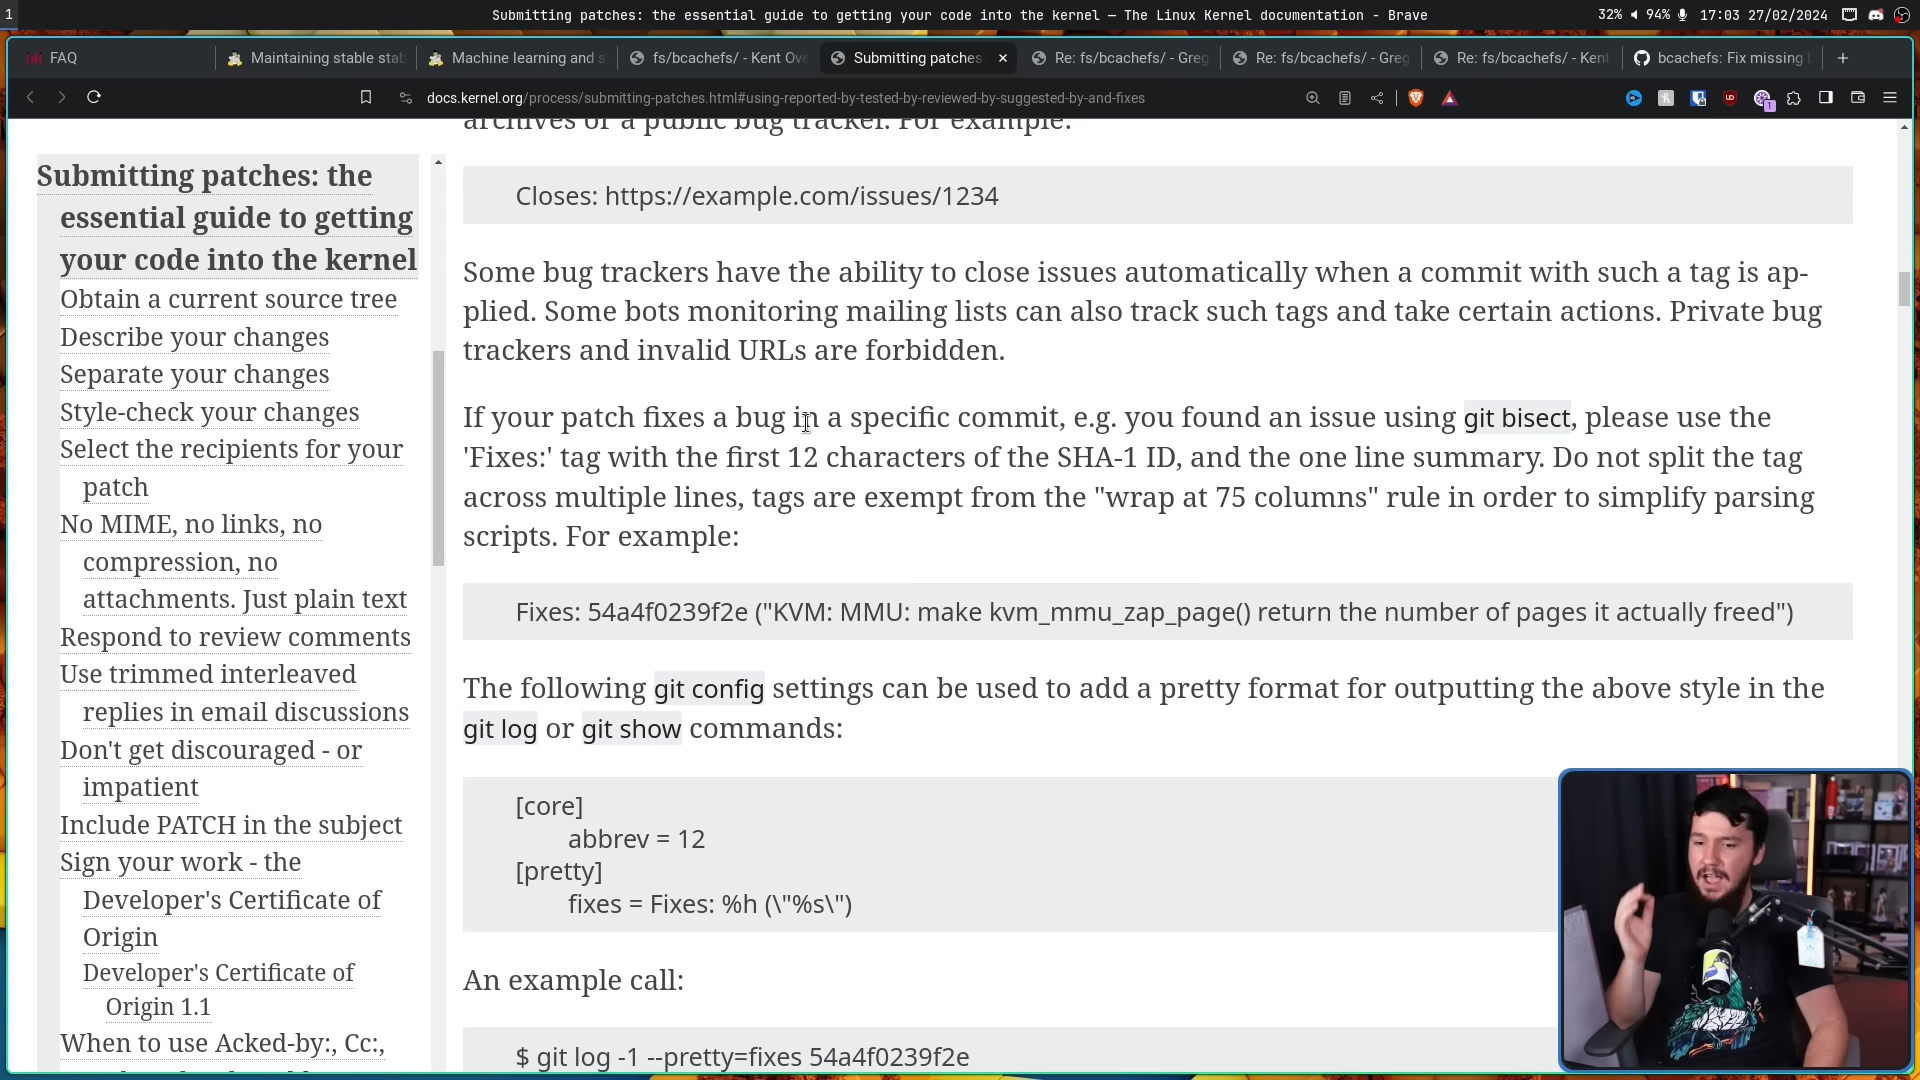 1
Submitting patches: the essential guide to getting your code into the kernel — The Linux Kernel documentation - Brave
32% 94% 17:03 27/02/2024
FAQ
Maintaining stable stab
Machine learning and s
fs/bcachefs/ - Kent Ove
Submitting patches
Re: fs/bcachefs/ - Greg
Re: fs/bcachefs/ - Greg
Re: fs/bcachefs/ - Kent
bcachefs: Fix missing b
docs.kernel.org/process/submitting-patches.html#using-reported-by-tested-by-reviewed-by-suggested-by-and-fixes
1
Submitting patches: the
essential guide to getting
your code into the kernel
Obtain a current source tree
Describe your changes
Separate your changes
Style-check your changes
Select the recipients for your
patch
No MIME, no links, no
compression, no
attachments. Just plain text
Respond to review comments
Use trimmed interleaved
replies in email discussions
Don't get discouraged - or
impatient
Include PATCH in the subject
Sign your work - the
Developer's Certificate of
Origin
Developer's Certificate of
Origin 1.1
When to use Acked-by:, Cc:,
archives or a public bug tracker. For example:
Closes: https://example.com/issues/1234
Some bug trackers have the ability to close issues automatically when a commit with such a tag is ap-
plied. Some bots monitoring mailing lists can also track such tags and take certain actions. Private bug
trackers and invalid URLs are forbidden.
If your patch fixes a bug in a specific commit, e.g. you found an issue using git bisect, please use the
'Fixes:' tag with the first 12 characters of the SHA-1 ID, and the one line summary. Do not split the tag
across multiple lines, tags are exempt from the "wrap at 75 columns" rule in order to simplify parsing
scripts. For example:
Fixes: 54a4f0239f2e ("KVM: MMU: make kvm_mmu_zap_page() return the number of pages it actually freed")
The following git config settings can be used to add a pretty format for outputting the above style in the
git log or git show commands:
[core]
abbrev = 12
[pretty]
fixes = Fixes: %h (\"%s\")
An example call:
$ git log -1 --pretty=fixes 54a4f0239f2e